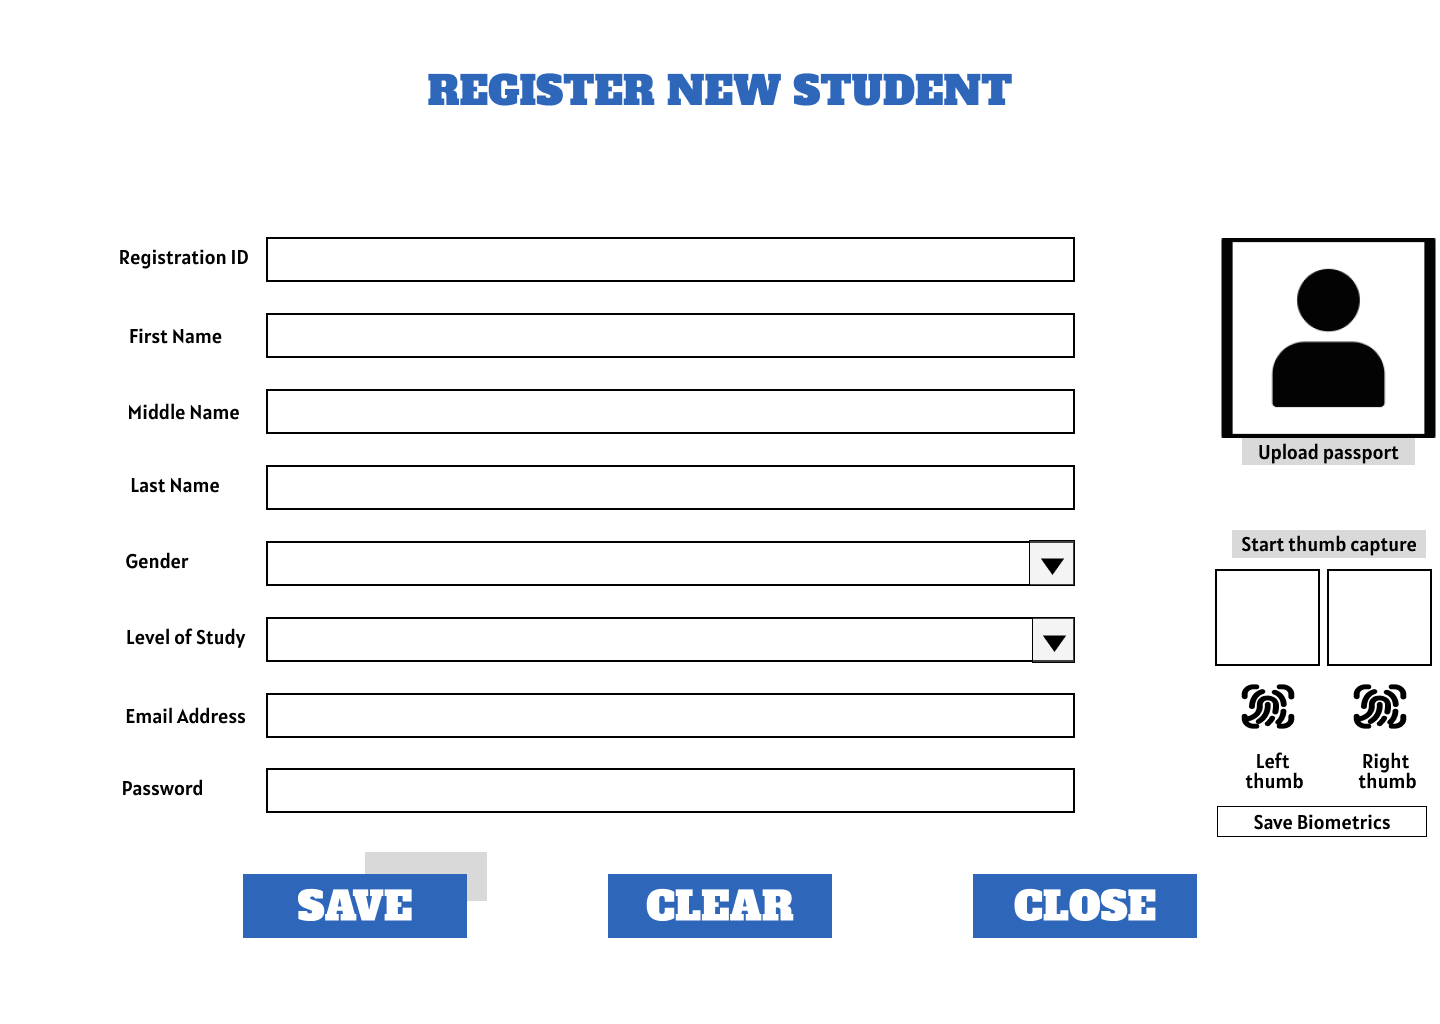 REGISTER NEW STUDENT
Registration ID
First Name
Middle Name
Last Name
Gender
Level of Study
Email Address
Password
Upload passport
Start thumb capture
Left
thumb
Right
thumb
Save Biometrics
SAVE
CLEAR
CLOSE